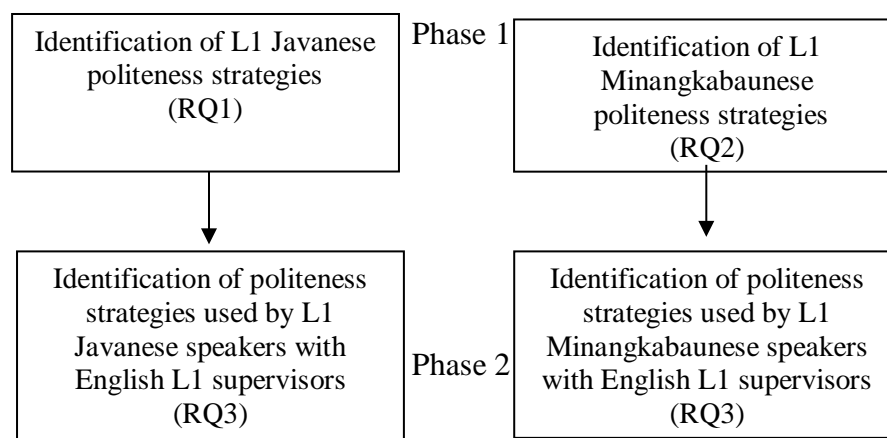 Identification of L1 Javanese
politeness strategies
(RQ1)
Phase 1
Identification of L1
Minangkabaunese
politeness strategies
(RQ2)
Identification of politeness
strategies used by L1
Javanese speakers with
English L1 supervisors
(RQ3)
Phase 2
Identification of politeness
strategies used by L1
Minangkabaunese speakers
with English L1 supervisors
(RQ3)